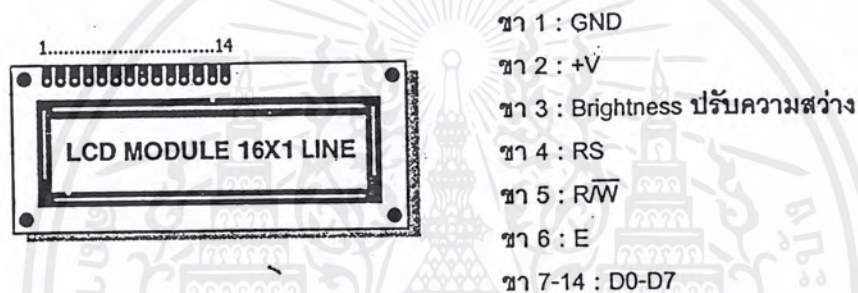 1..............................14
LCD MODULE 16X1 LINE
ขา 1 : GND
ขา 2 : +V
ขา 3 : Brightness ปรับความสว่าง
ขา 4 : RS
ขา 5 : R/W̅
ขา 6 : E
ขา 7-14 : D0-D7